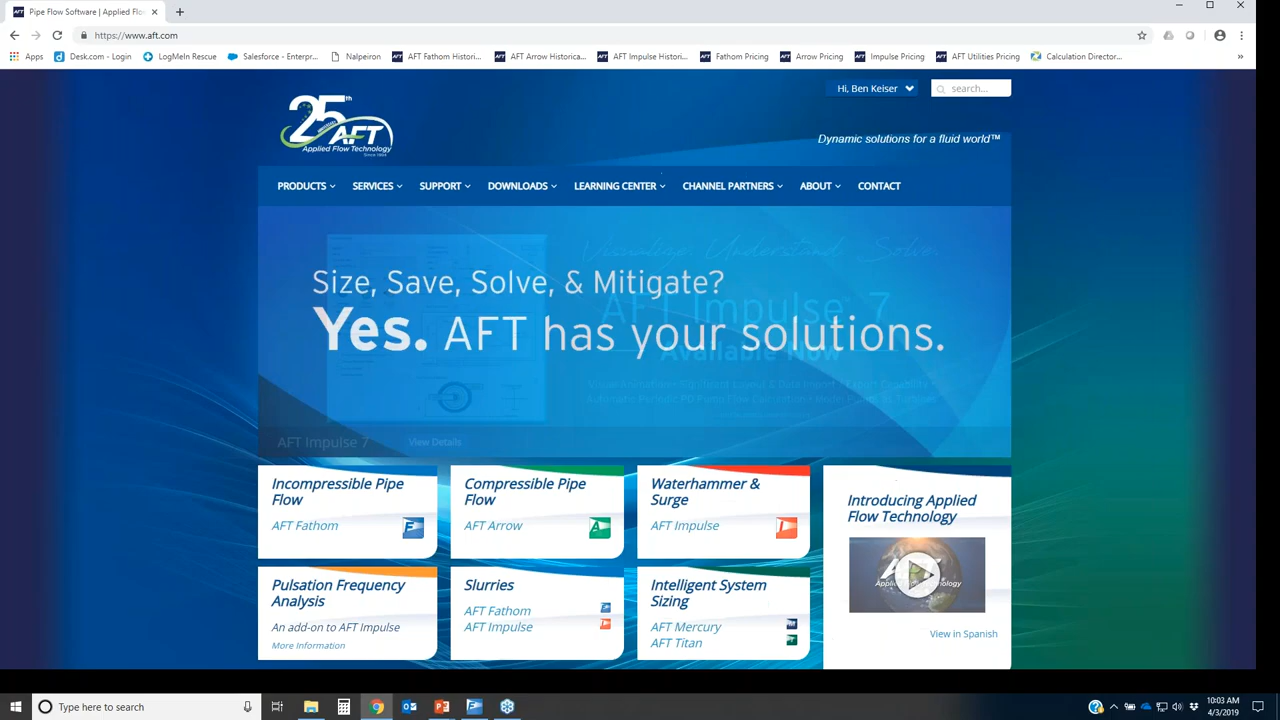 Pipe Flow Software | Applied Flo
https://www.aft.com
Apps
Desk.com - Login
LogMeIn Rescue
Salesforce - Enterpr...
Nalpeiron
AFT Fathom Histori...
AFT Arrow Historica...
AFT Impulse Histori...
Fathom Pricing
Arrow Pricing
Impulse Pricing
AFT Utilities Pricing
Calculation Director...
»
Hi, Ben Keiser
search...
25th
AFT
Applied Flow Technology
Since 1994
Dynamic solutions for a fluid world™
PRODUCTS
SERVICES
SUPPORT
DOWNLOADS
LEARNING CENTER
CHANNEL PARTNERS
ABOUT
CONTACT
Visualize. Understand. Solve.
Size, Save, Solve, & Mitigate?
AFT Impulse 7
Yes. AFT has your solutions.
Available Now
AFT Impulse 7
View Details
Incompressible Pipe
Flow
AFT Fathom
Compressible Pipe
Flow
AFT Arrow
Waterhammer &
Surge
AFT Impulse
Introducing Applied
Flow Technology
Applied Flow Technology
View in Spanish
Pulsation Frequency
Analysis
An add-on to AFT Impulse
More Information
Slurries
AFT Fathom
AFT Impulse
Intelligent System
Sizing
AFT Mercury
AFT Titan
Type here to search
10:03 AM
4/3/2019